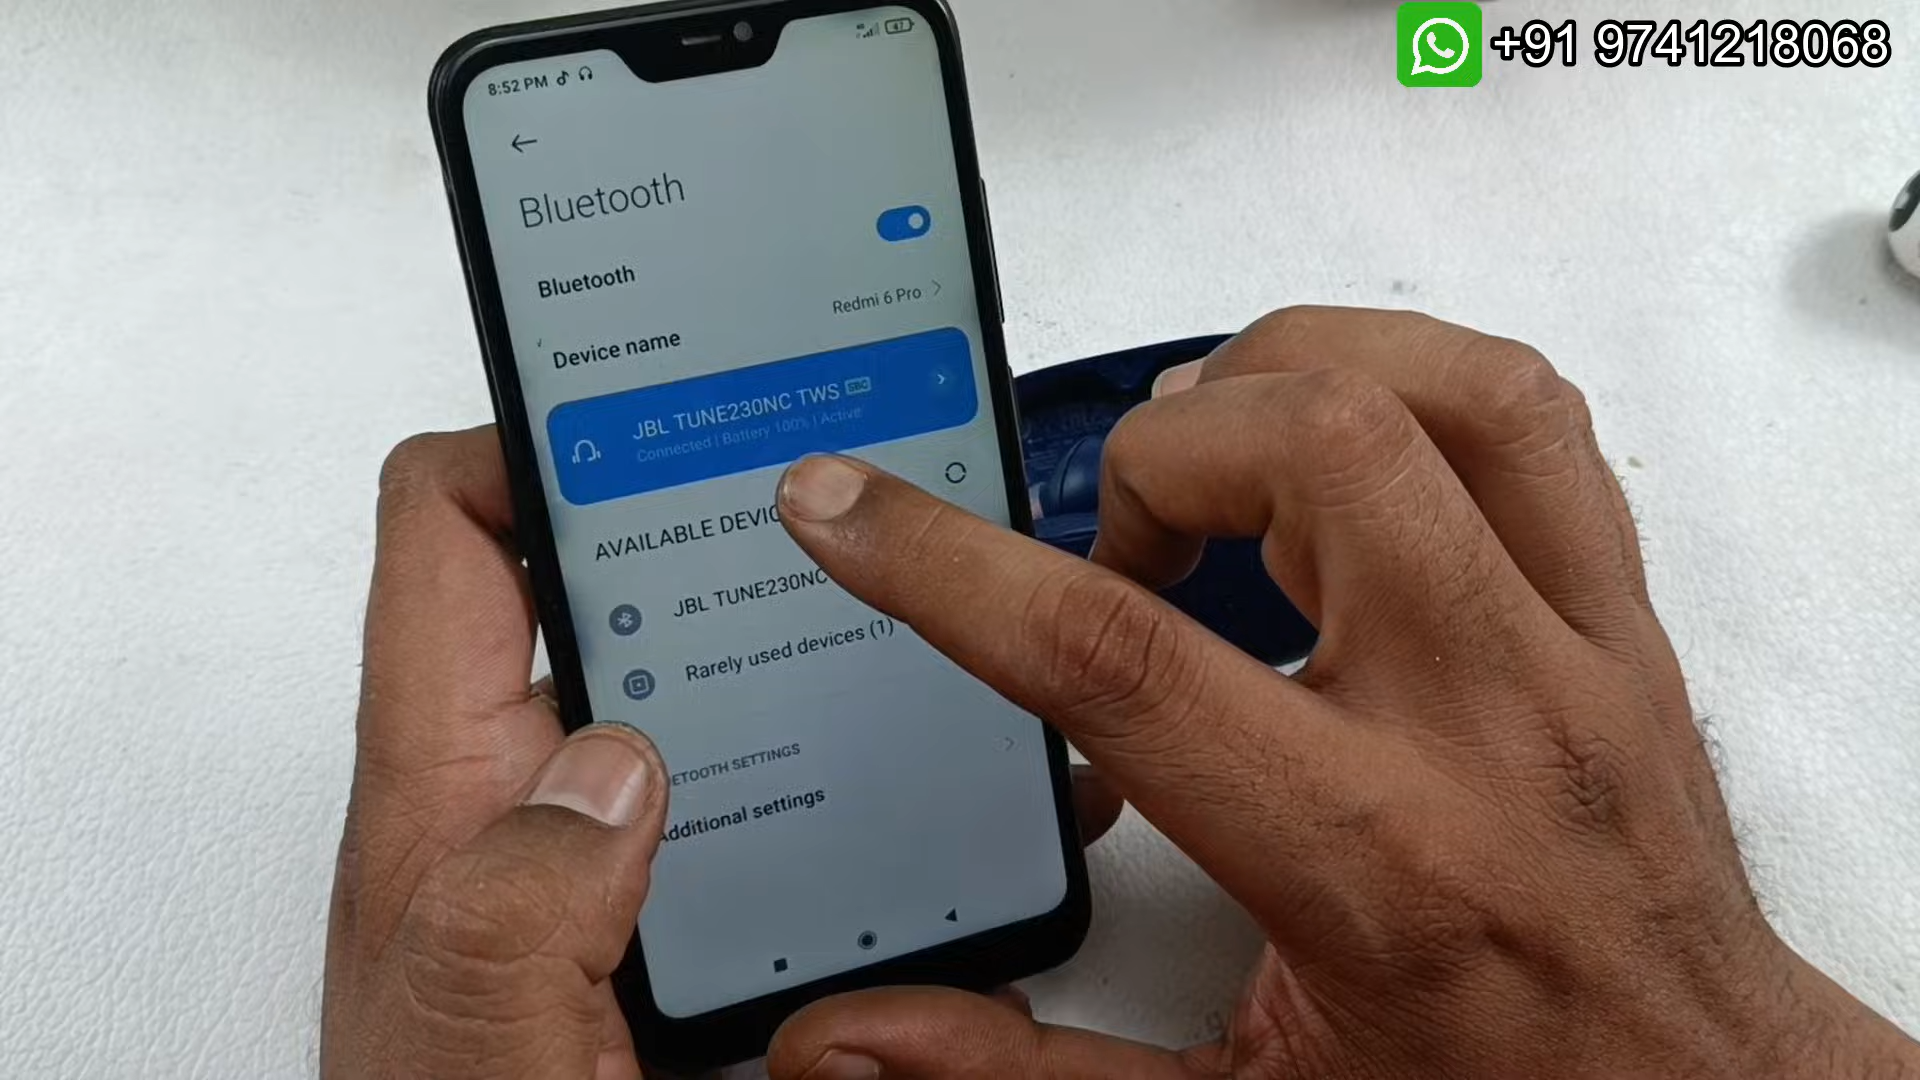 +91 9741218068
8:52 PM
Bluetooth
Bluetooth
Device name
Redmi 6 Pro
JBL TUNE230NC TWS SBC
Connected | Battery 100% | Active
AVAILABLE DEVIC
JBL TUNE230NC
Rarely used devices (1)
ETOOTH SETTINGS
Additional settings